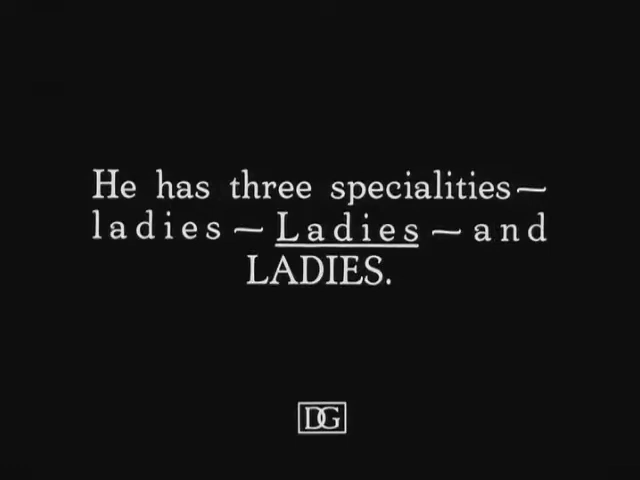 He has three specialities—
ladies — Ladies — and
LADIES.
DG